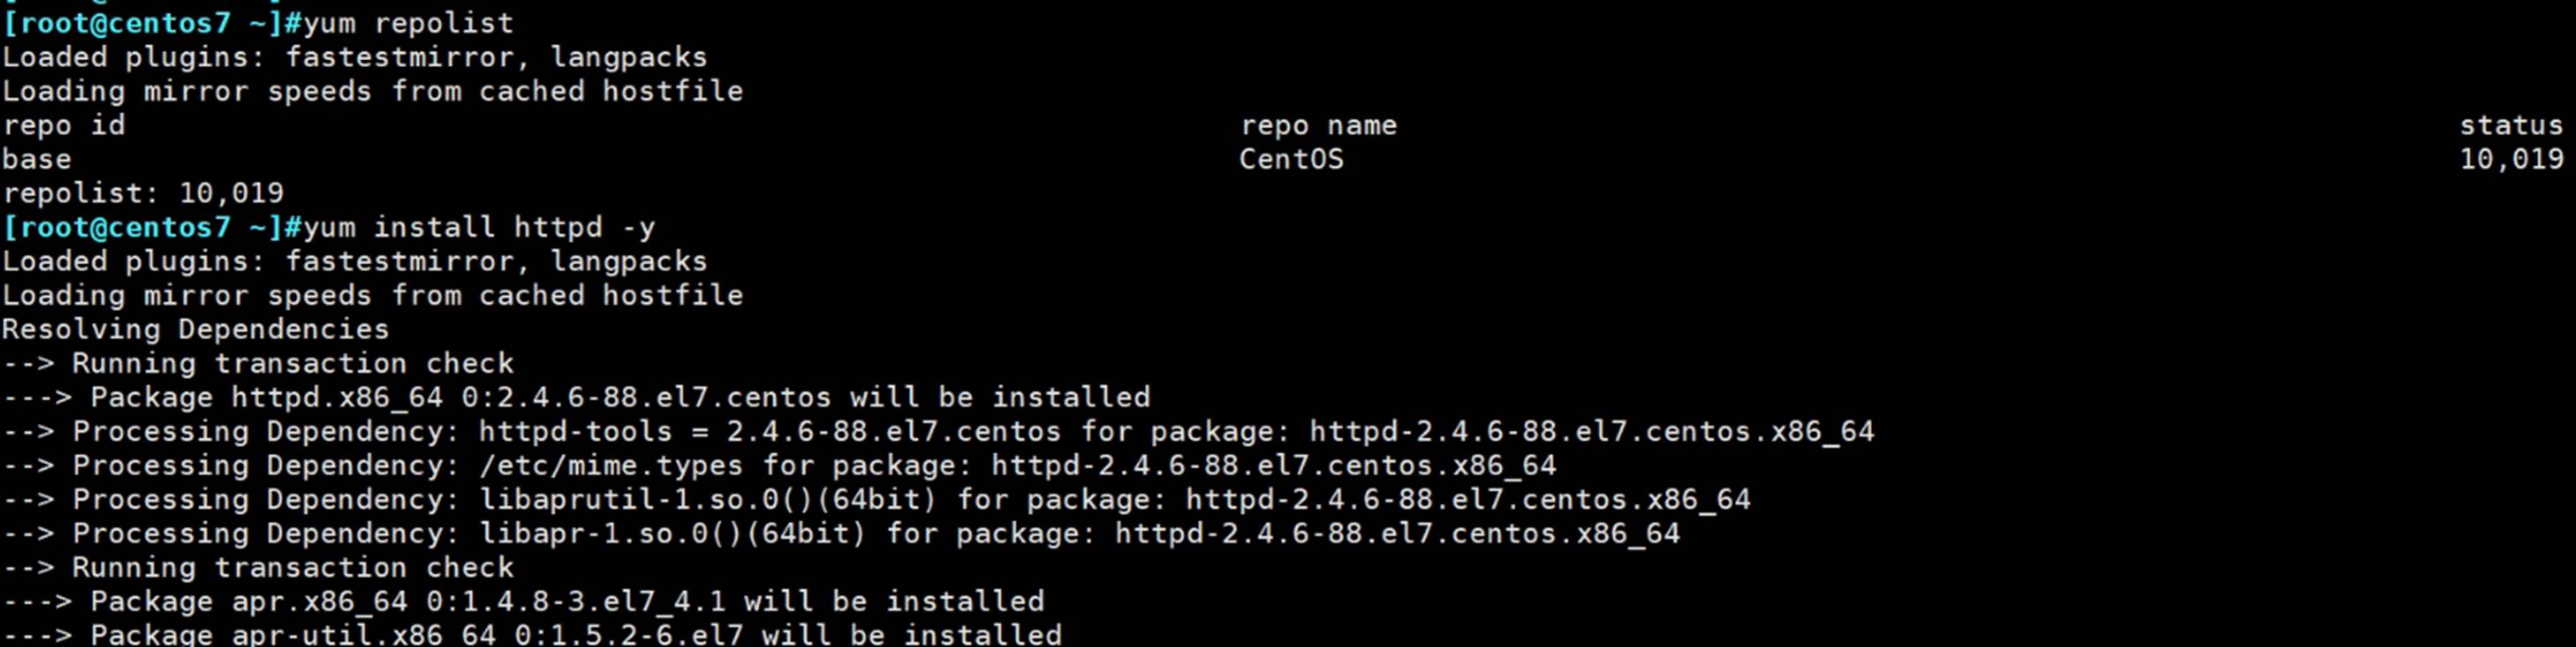 [root@centos7 ~]#yum repolist
Loaded plugins: fastestmirror, langpacks
Loading mirror speeds from cached hostfile
repo id repo name status
base CentOS 10,019
repolist: 10,019
[root@centos7 ~]#yum install httpd -y
Loaded plugins: fastestmirror, langpacks
Loading mirror speeds from cached hostfile
Resolving Dependencies
--> Running transaction check
---> Package httpd.x86_64 0:2.4.6-88.el7.centos will be installed
--> Processing Dependency: httpd-tools = 2.4.6-88.el7.centos for package: httpd-2.4.6-88.el7.centos.x86_64
--> Processing Dependency: /etc/mime.types for package: httpd-2.4.6-88.el7.centos.x86_64
--> Processing Dependency: libaprutil-1.so.0()(64bit) for package: httpd-2.4.6-88.el7.centos.x86_64
--> Processing Dependency: libapr-1.so.0()(64bit) for package: httpd-2.4.6-88.el7.centos.x86_64
--> Running transaction check
---> Package apr.x86_64 0:1.4.8-3.el7_4.1 will be installed
---> Package apr-util.x86_64 0:1.5.2-6.el7 will be installed